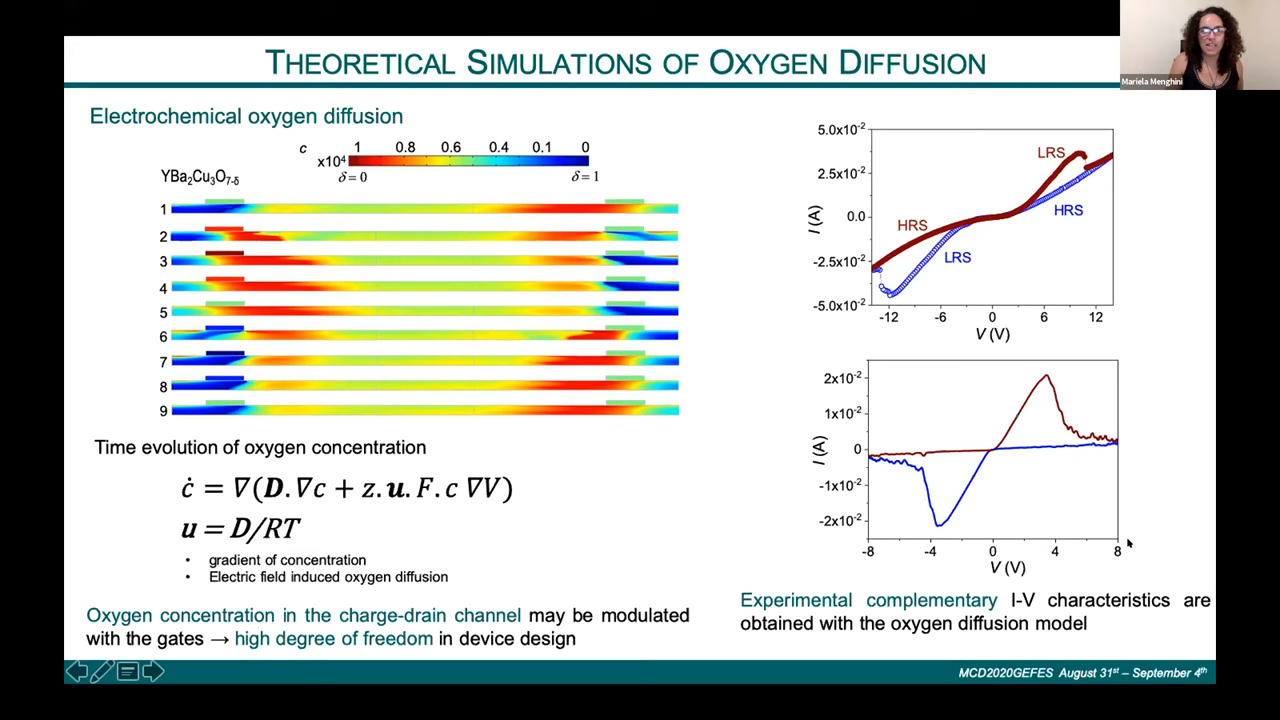 THEORETICAL SIMULATIONS OF OXYGEN DIFFUSION
Mariela Menghini
Electrochemical oxygen diffusion
c
x10⁴
1 0.8 0.6 0.4 0.1 0
δ = 0 δ = 1
YBa₂Cu₃O₇₋δ
1
2
3
4
5
6
7
8
9
Time evolution of oxygen concentration
ċ = ∇(D.∇c + z.u.F.c ∇V)
u = D/RT
• gradient of concentration
• Electric field induced oxygen diffusion
Oxygen concentration in the charge-drain channel may be modulated
with the gates → high degree of freedom in device design
5.0x10⁻²
2.5x10⁻²
0.0
-2.5x10⁻²
-5.0x10⁻²
I (A)
LRS
HRS
HRS
LRS
-12 -6 0 6 12
V (V)
2x10⁻²
1x10⁻²
0
-1x10⁻²
-2x10⁻²
I (A)
-8 -4 0 4 8
V (V)
Experimental complementary I-V characteristics are
obtained with the oxygen diffusion model
MCD2020GEFES August 31ˢᵗ – September 4ᵗʰ